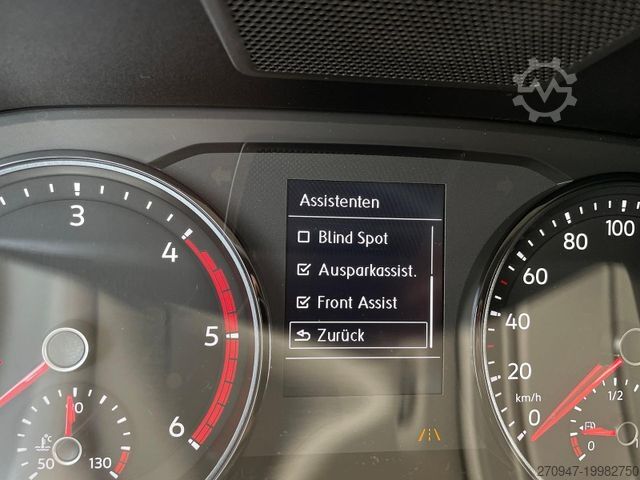 Assistenten
Blind Spot
Ausparkassist.
Front Assist
Zurück
3
4
5
6
°C
50
90
130
0
20
40
60
80
100
km/h
1/2
0
270947-19982750